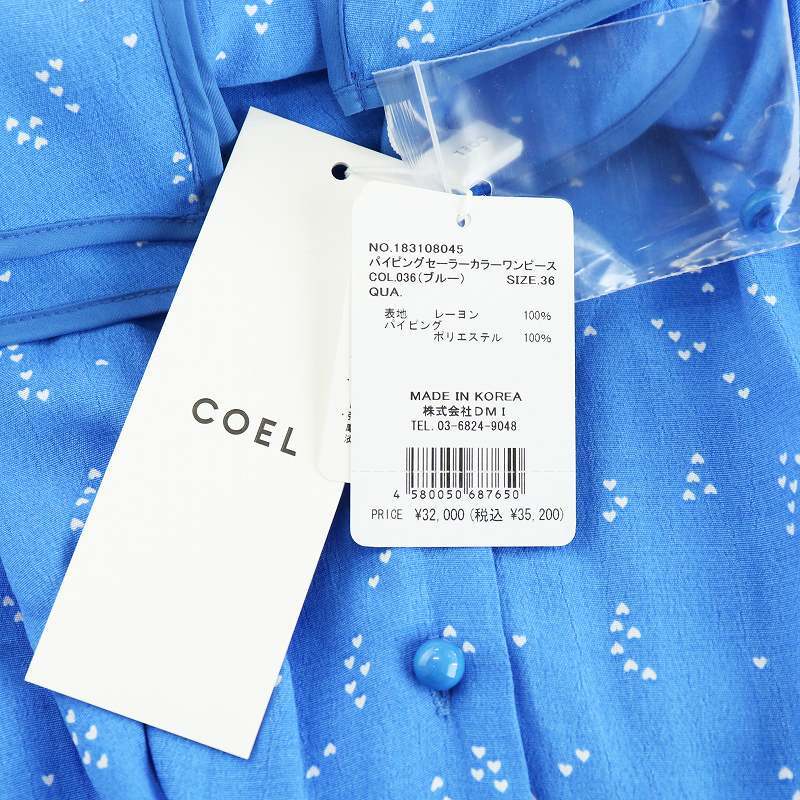 COEL
COEL
NO.183108045
パイピングセーラーカラーワンピース
COL.036(ブルー) SIZE.36
QUA.
表地 レーヨン 100%
パイピング
ポリエステル 100%
MADE IN KOREA
株式会社DMI
TEL.03-6824-9048
4 580050 687650
PRICE ¥32,000(税込 ¥35,200)